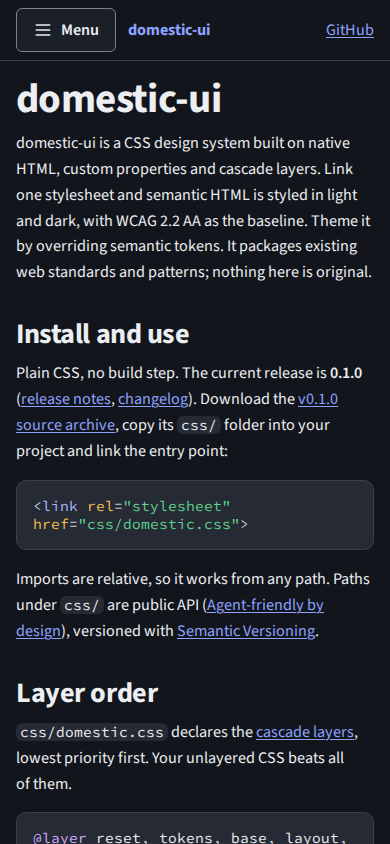 Menu domestic-ui GitHub
domestic-ui
domestic-ui is a CSS design system built on native
HTML, custom properties and cascade layers. Link
one stylesheet and semantic HTML is styled in light
and dark, with WCAG 2.2 AA as the baseline. Theme it
by overriding semantic tokens. It packages existing
web standards and patterns; nothing here is original.
Install and use
Plain CSS, no build step. The current release is 0.1.0
(release notes, changelog). Download the v0.1.0
source archive, copy its css/ folder into your
project and link the entry point:
<link rel="stylesheet"
href="css/domestic.css">
Imports are relative, so it works from any path. Paths
under css/ are public API (Agent-friendly by
design), versioned with Semantic Versioning.
Layer order
css/domestic.css declares the cascade layers,
lowest priority first. Your unlayered CSS beats all
of them.
@layer reset, tokens, base, layout,